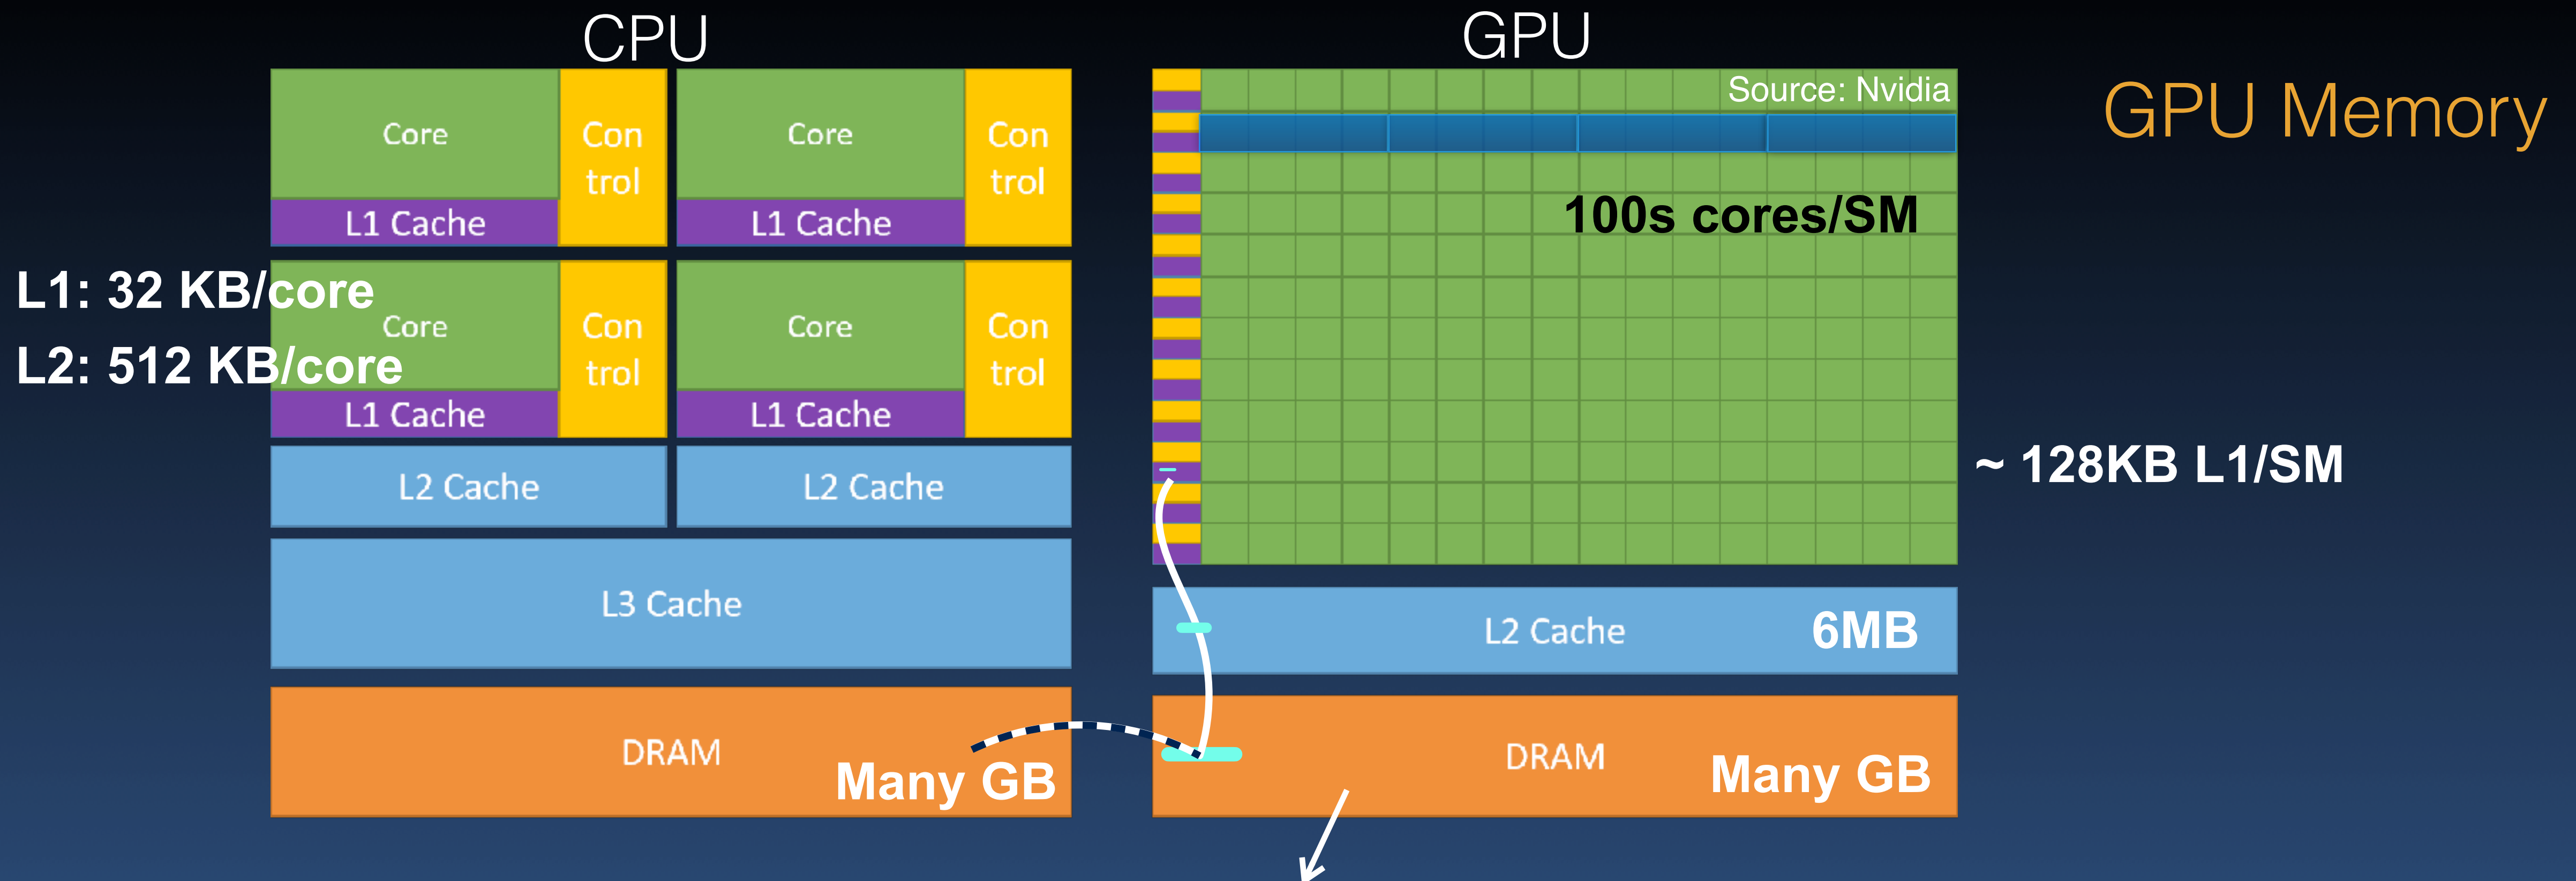 CPU
GPU
GPU Memory
Source: Nvidia
Core
Con
trol
Core
Con
trol
L1 Cache
L1 Cache
100s cores/SM
L1: 32 KB/core
L2: 512 KB/core
Core
Con
trol
Core
Con
trol
L1 Cache
L1 Cache
~ 128KB L1/SM
L2 Cache
L2 Cache
L3 Cache
L2 Cache
6MB
DRAM
Many GB
DRAM
Many GB